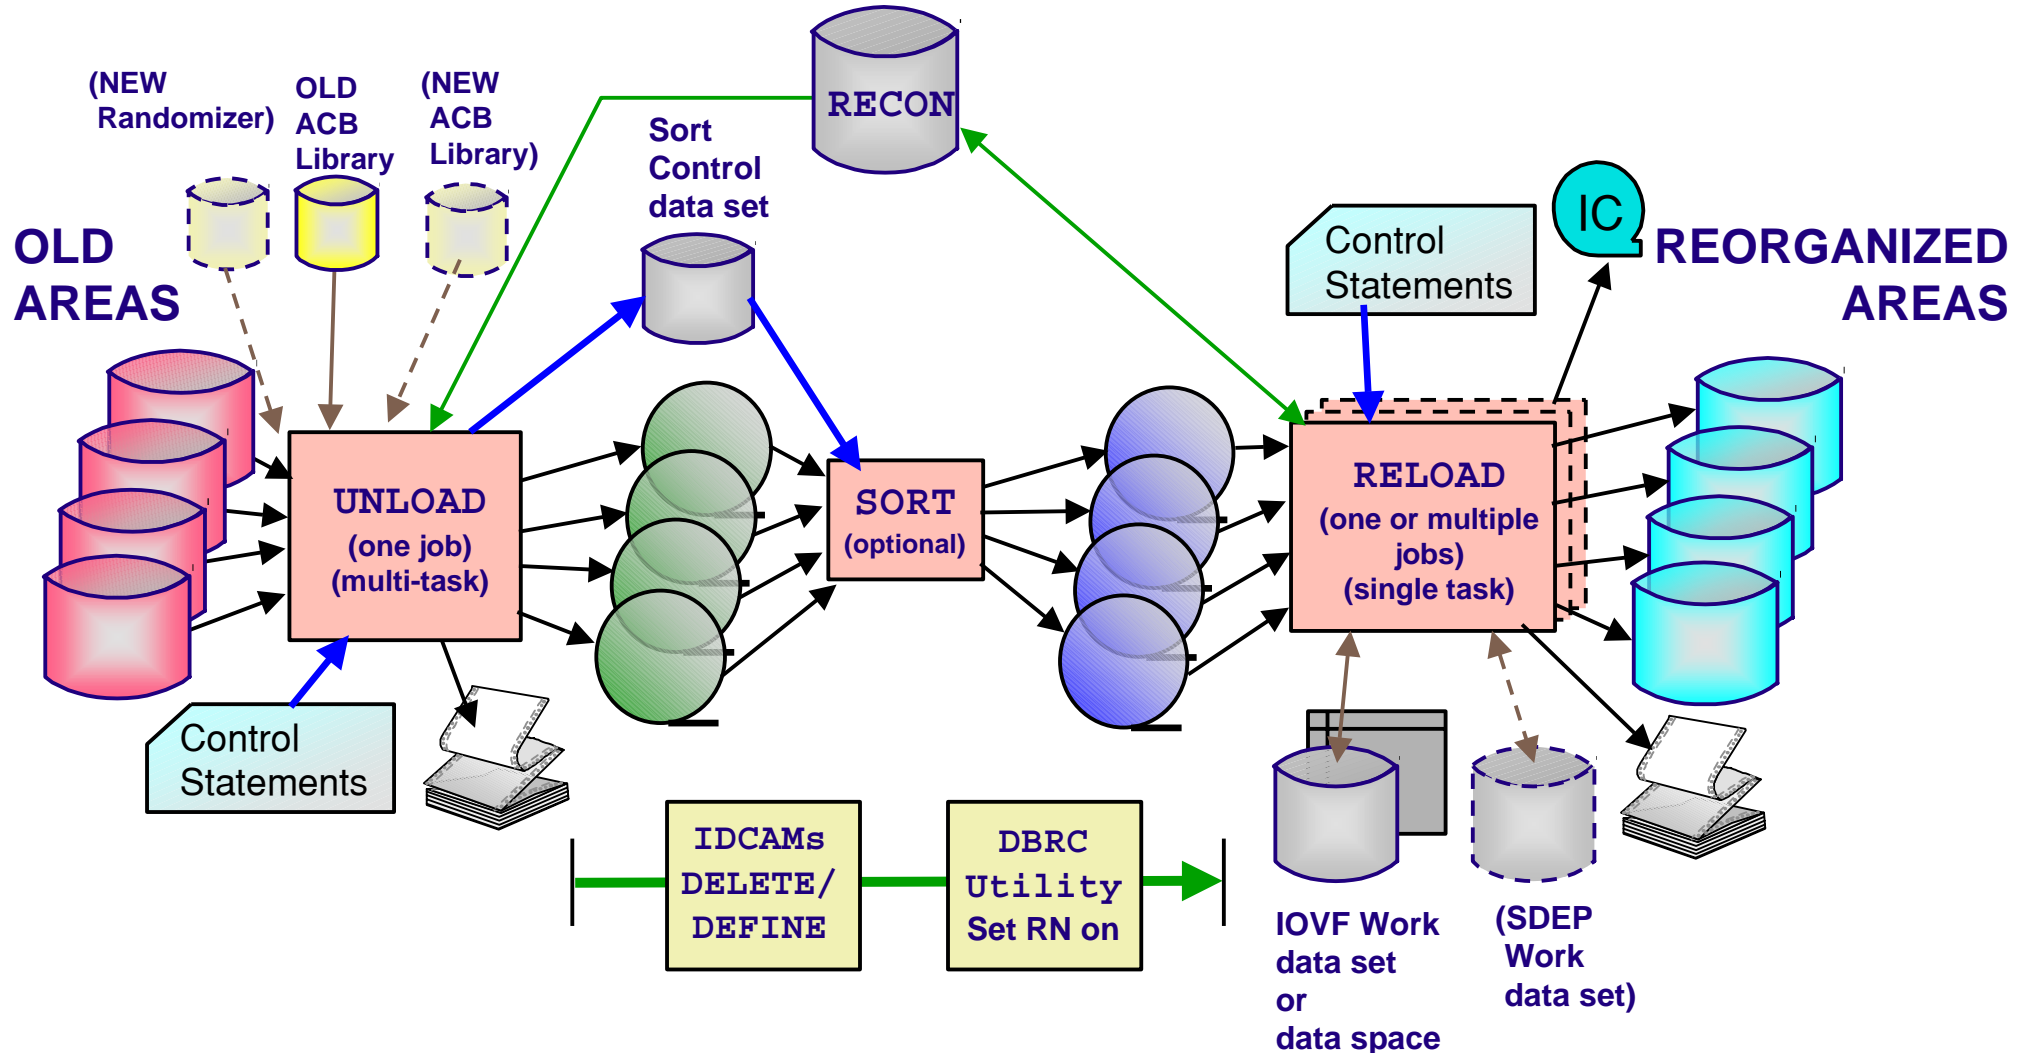 (NEW
Randomizer)
OLD
ACB
Library
(NEW
ACB
Library)
Sort
Control
data set
RECON
Control
Statements
IC
OLD
AREAS
REORGANIZED
AREAS
UNLOAD
(one job)
(multi-task)
SORT
(optional)
RELOAD
(one or multiple
jobs)
(single task)
Control
Statements
IDCAMs
DELETE/
DEFINE
DBRC
Utility
Set RN on
IOVF Work
data set
or
data space
(SDEP
Work
data set)